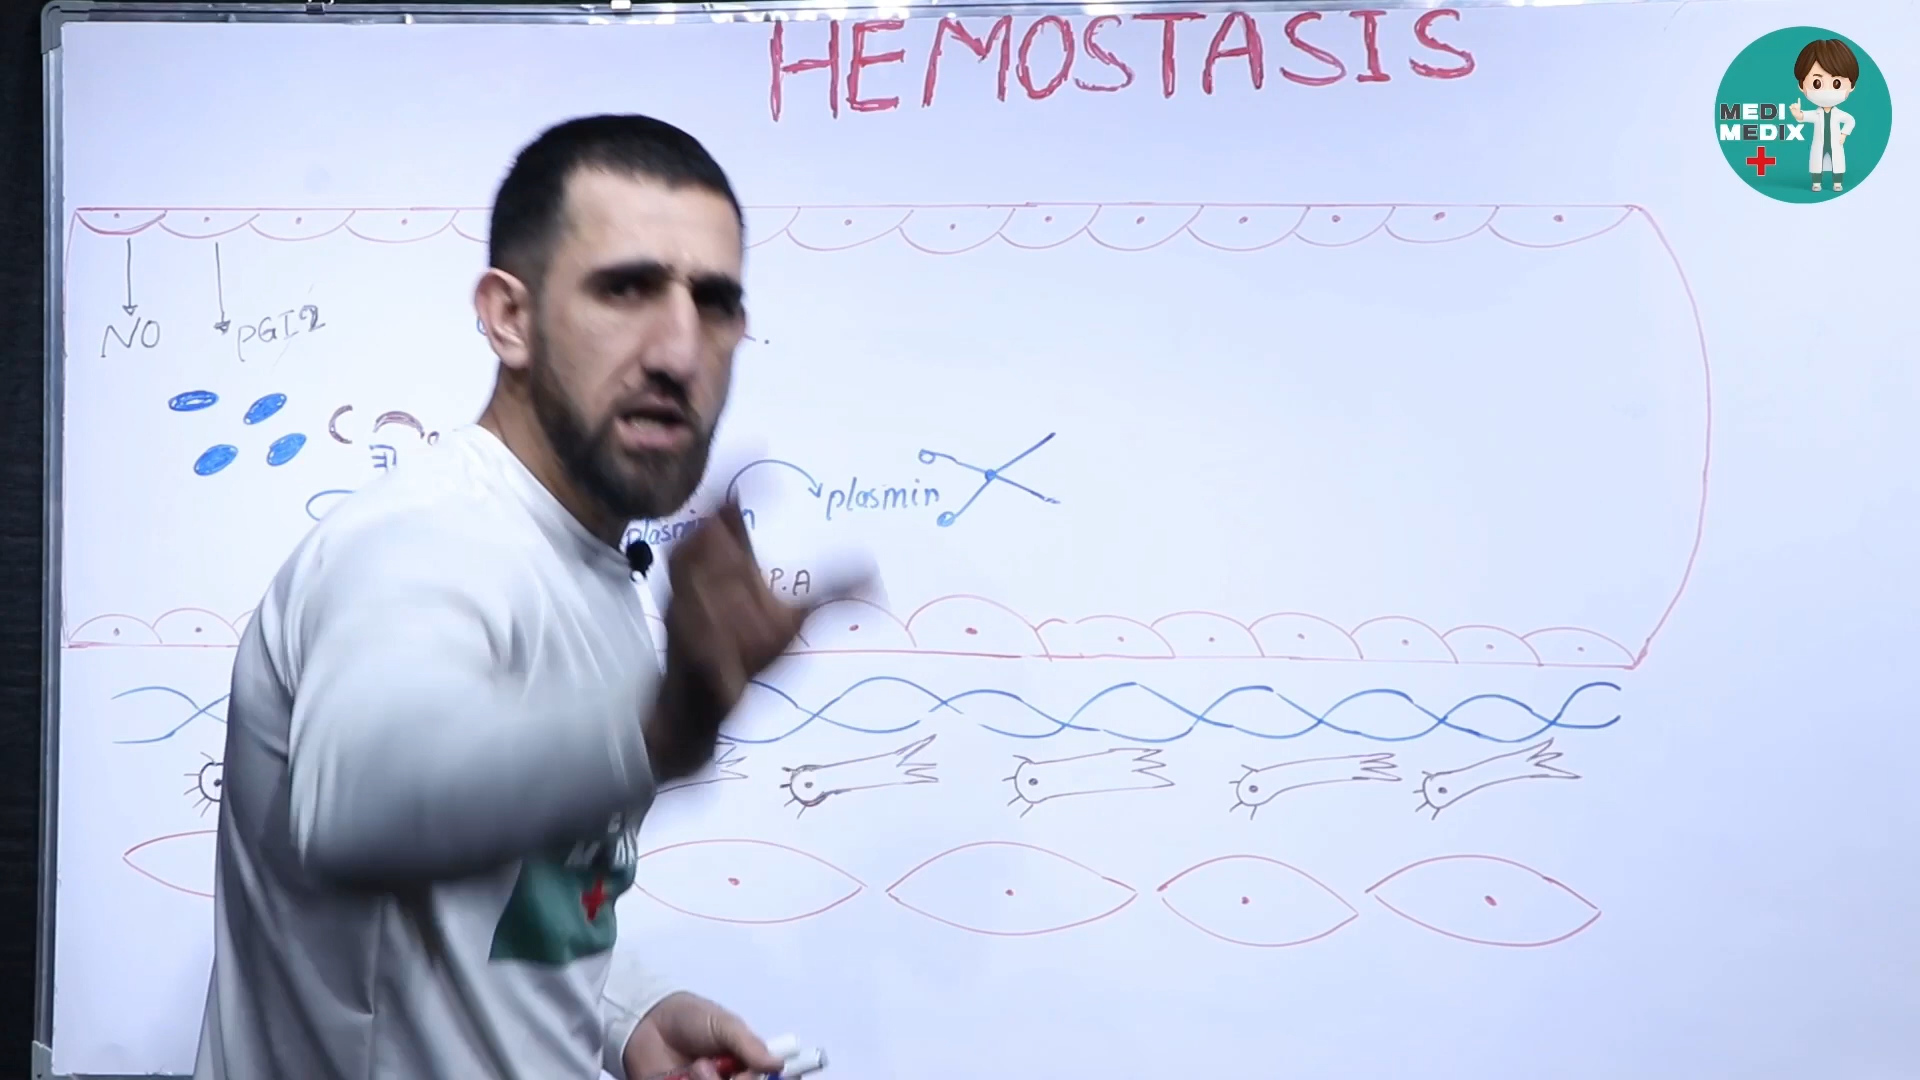 HEMOSTASIS
MEDI
MEDIX
NO
PGI2
plasmin
P.A